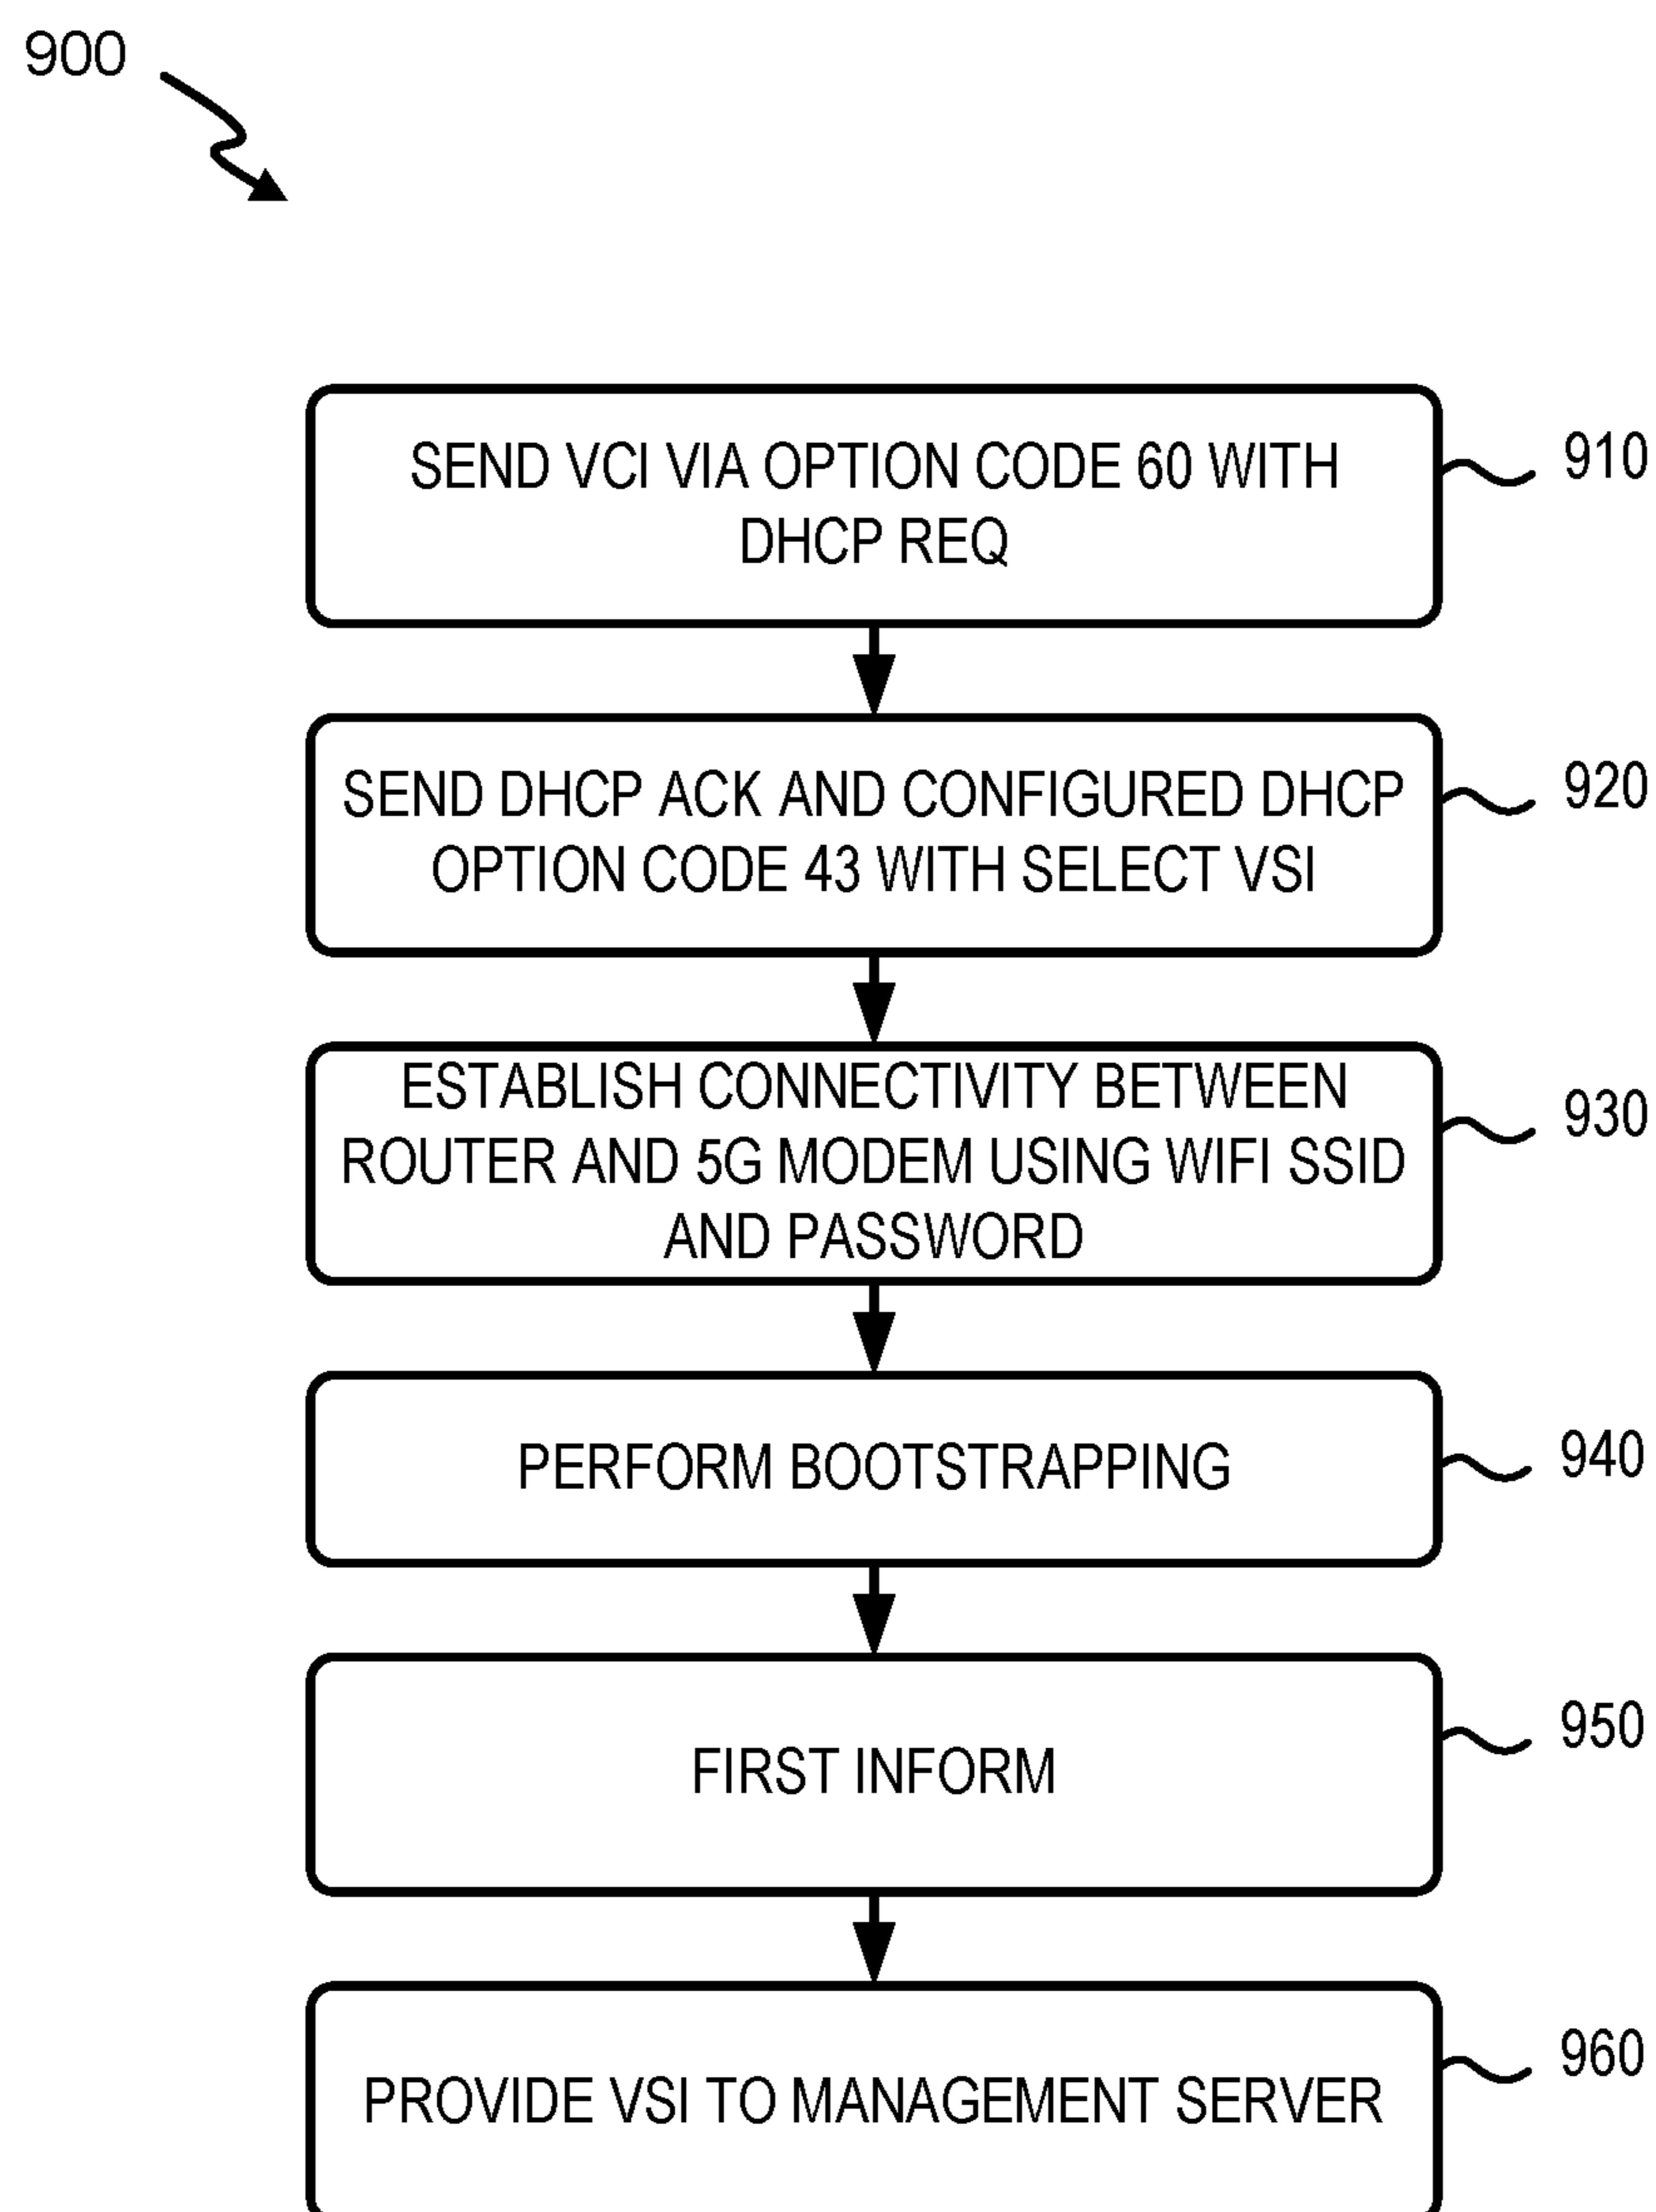 900
SEND VCI VIA OPTION CODE 60 WITH
DHCP REQ
910
SEND DHCP ACK AND CONFIGURED DHCP
OPTION CODE 43 WITH SELECT VSI
920
ESTABLISH CONNECTIVITY BETWEEN
ROUTER AND 5G MODEM USING WIFI SSID
AND PASSWORD
930
PERFORM BOOTSTRAPPING
940
FIRST INFORM
950
PROVIDE VSI TO MANAGEMENT SERVER
960